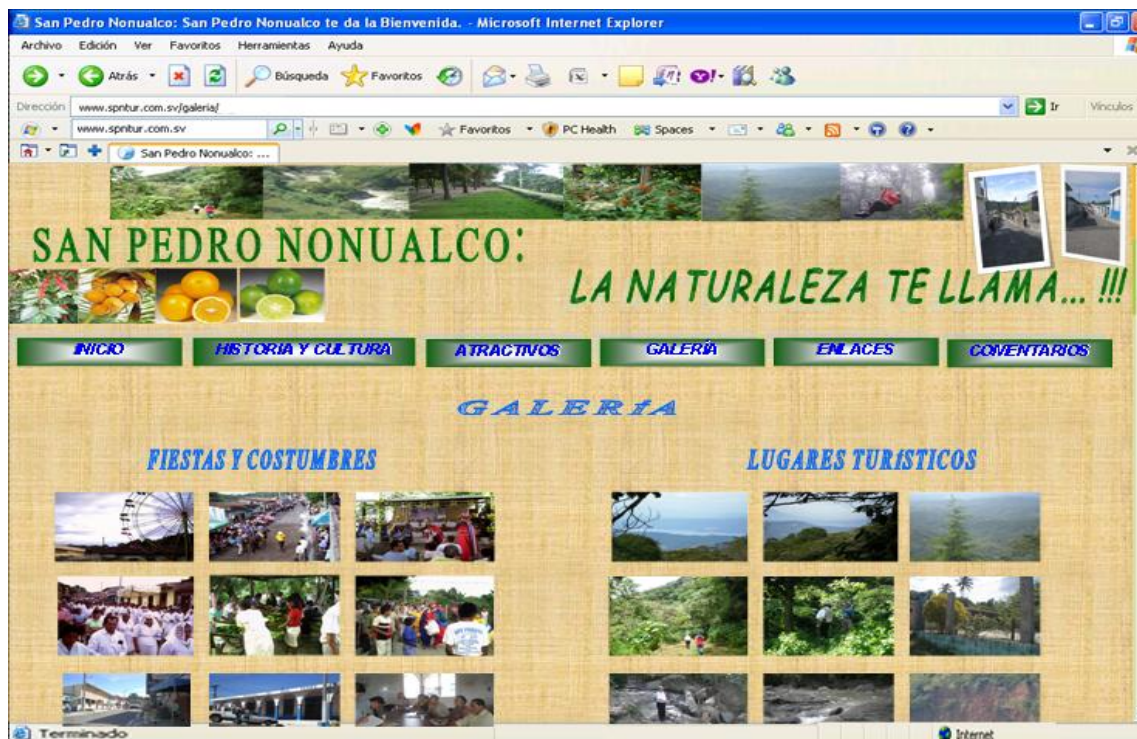 San Pedro Nonualco: San Pedro Nonualco te da la Bienvenida. - Microsoft Internet Explorer
Archivo Edición Ver Favoritos Herramientas Ayuda
Atrás Búsqueda Favoritos
Dirección www.spntur.com.sv/galeria/ Ir Vínculos
www.spntur.com.sv Favoritos PC Health Spaces
San Pedro Nonualco: ...
SAN PEDRO NONUALCO:
LA NATURALEZA TE LLAMA... !!!
INICIO HISTORIA Y CULTURA ATRACTIVOS GALERÍA ENLACES COMENTARIOS
GALERÍA
FIESTAS Y COSTUMBRES LUGARES TURÍSTICOS
Terminado Internet